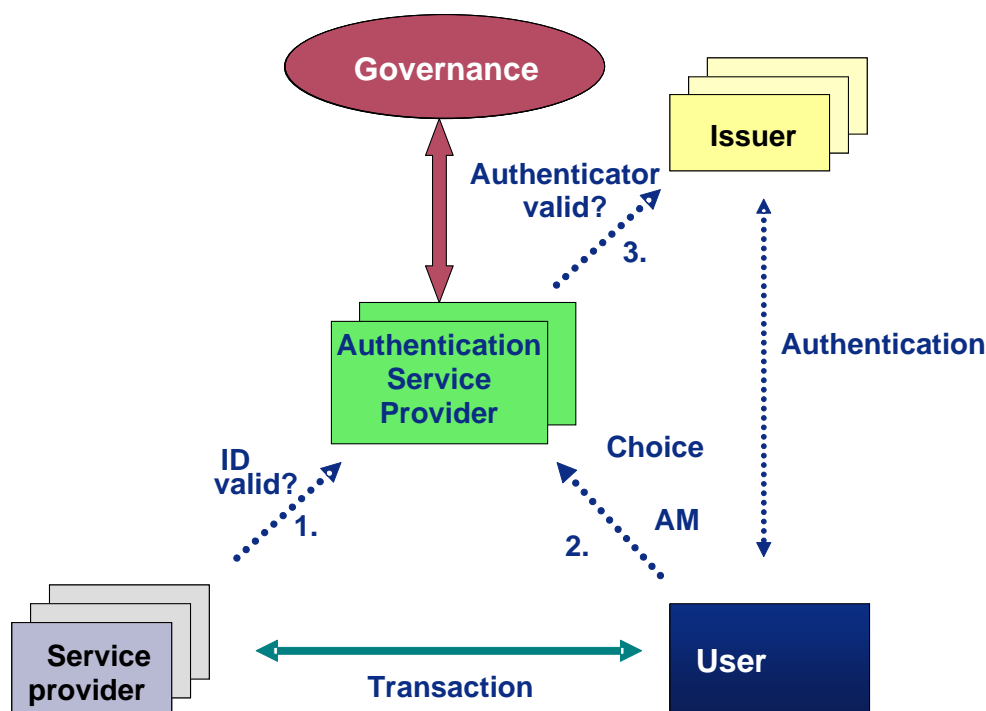 Governance
Issuer
Authenticator
valid?
3.
Authentication
Service
Provider
Authentication
ID
valid?
1.
Choice
AM
2.
Service
provider
Transaction
User